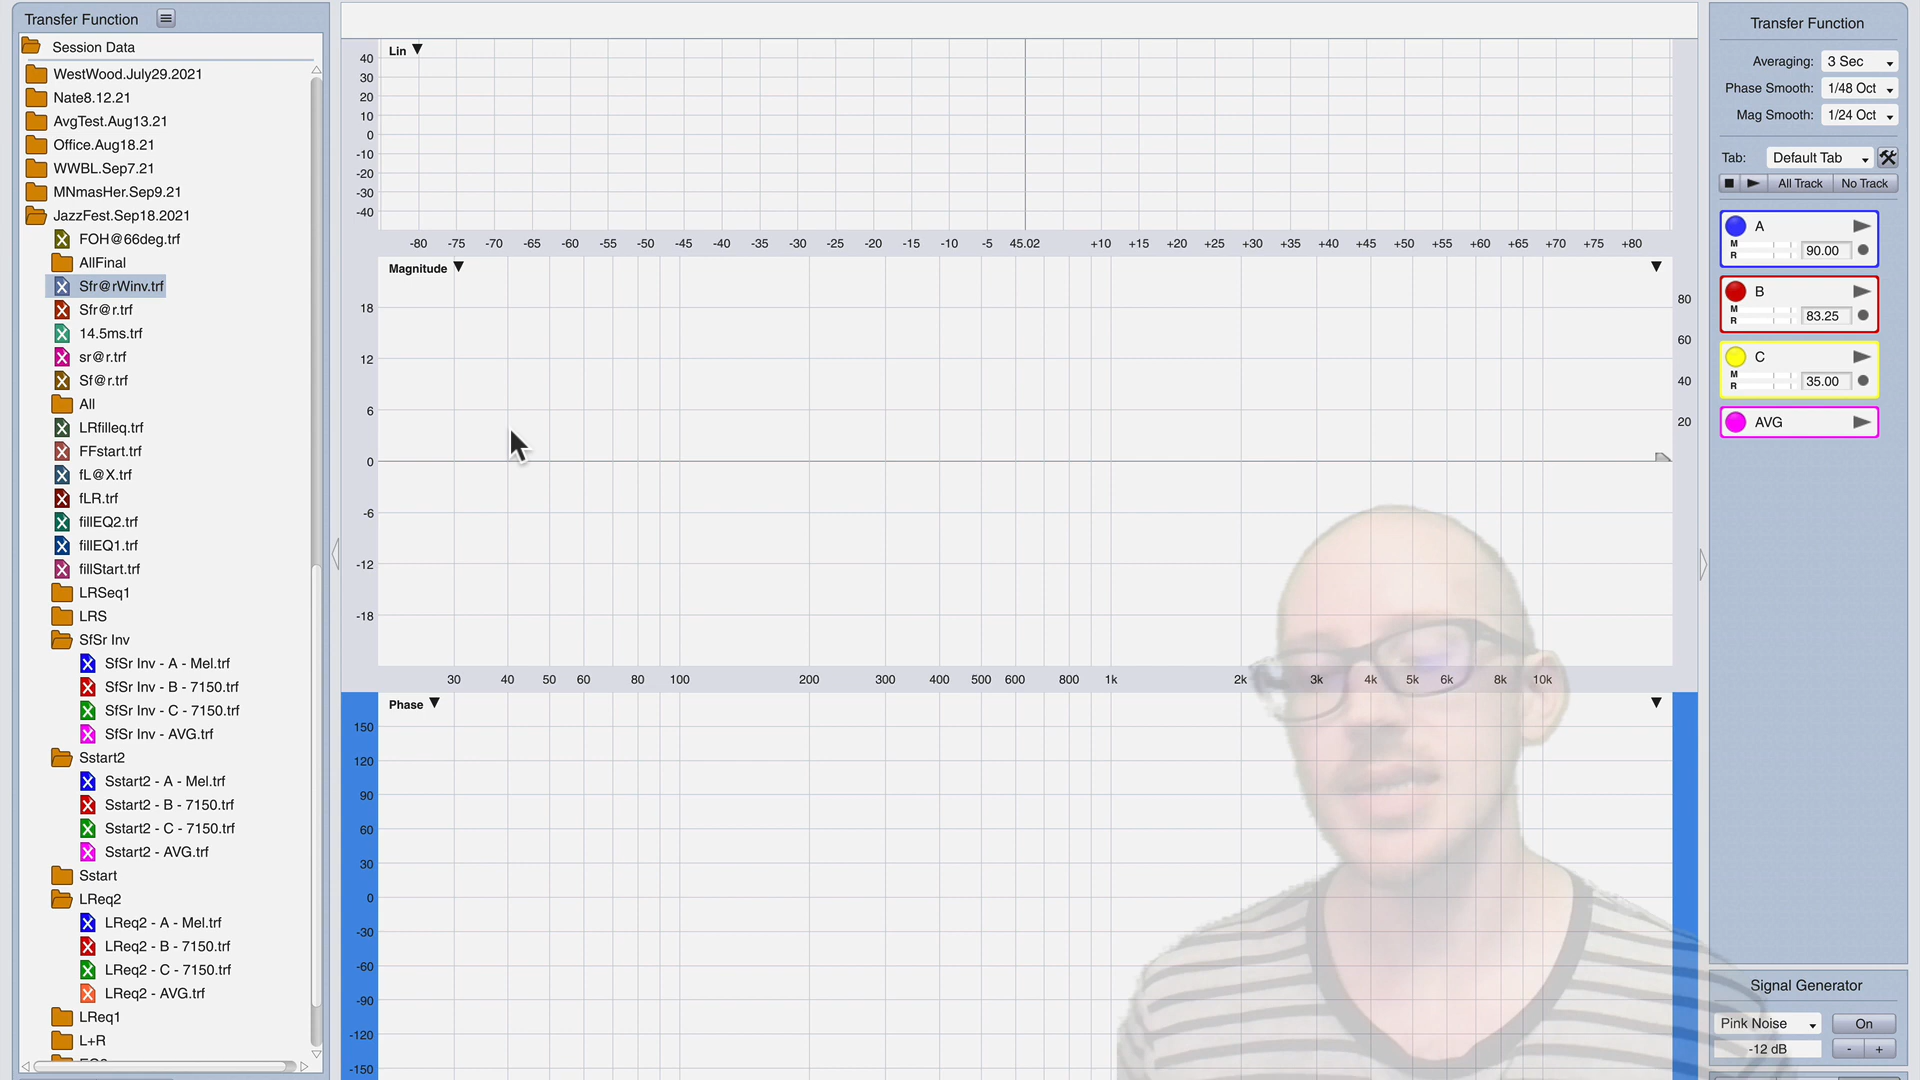 Transfer Function
Session Data
WestWood.July29.2021
Nate8.12.21
AvgTest.Aug13.21
Office.Aug18.21
WWBL.Sep7.21
MNmasHer.Sep9.21
JazzFest.Sep18.2021
FOH@66deg.trf
AllFinal
Sfr@rWinv.trf
Sfr@r.trf
14.5ms.trf
sr@r.trf
Sf@r.trf
All
LRfilleq.trf
FFstart.trf
fL@X.trf
fLR.trf
fillEQ2.trf
fillEQ1.trf
fillStart.trf
LRSeq1
LRS
SfSr Inv
SfSr Inv - A - Mel.trf
SfSr Inv - B - 7150.trf
SfSr Inv - C - 7150.trf
SfSr Inv - AVG.trf
Sstart2
Sstart2 - A - Mel.trf
Sstart2 - B - 7150.trf
Sstart2 - C - 7150.trf
Sstart2 - AVG.trf
Sstart
LReq2
LReq2 - A - Mel.trf
LReq2 - B - 7150.trf
LReq2 - C - 7150.trf
LReq2 - AVG.trf
LReq1
L+R
Lin
40
30
20
10
0
-10
-20
-30
-40
-80 -75 -70 -65 -60 -55 -50 -45 -40 -35 -30 -25 -20 -15 -10 -5 45.02 +10 +15 +20 +25 +30 +35 +40 +45 +50 +55 +60 +65 +70 +75 +80
Magnitude
18
12
6
0
-6
-12
-18
80
60
40
20
30 40 50 60 80 100 200 300 400 500 600 800 1k 2k 3k 4k 5k 6k 8k 10k
Phase
150
120
90
60
30
0
-30
-60
-90
-120
-150
Transfer Function
Averaging: 3 Sec
Phase Smooth: 1/48 Oct
Mag Smooth: 1/24 Oct
Tab: Default Tab
All Track No Track
A
M
R 90.00
B
M
R 83.25
C
M
R 35.00
AVG
Signal Generator
Pink Noise On
-12 dB - +